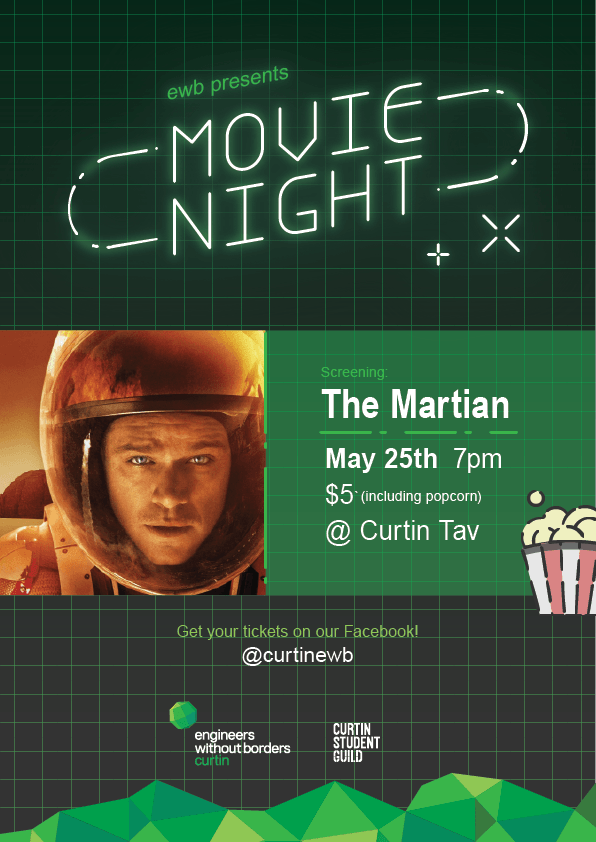 ewb presents
MOVIE
NIGHT
Screening:
The Martian
May 25th 7pm
$5 (including popcorn)
@ Curtin Tav
Get your tickets on our Facebook!
@curtinewb
engineers
without borders
curtin
CURTIN
STUDENT
GUILD